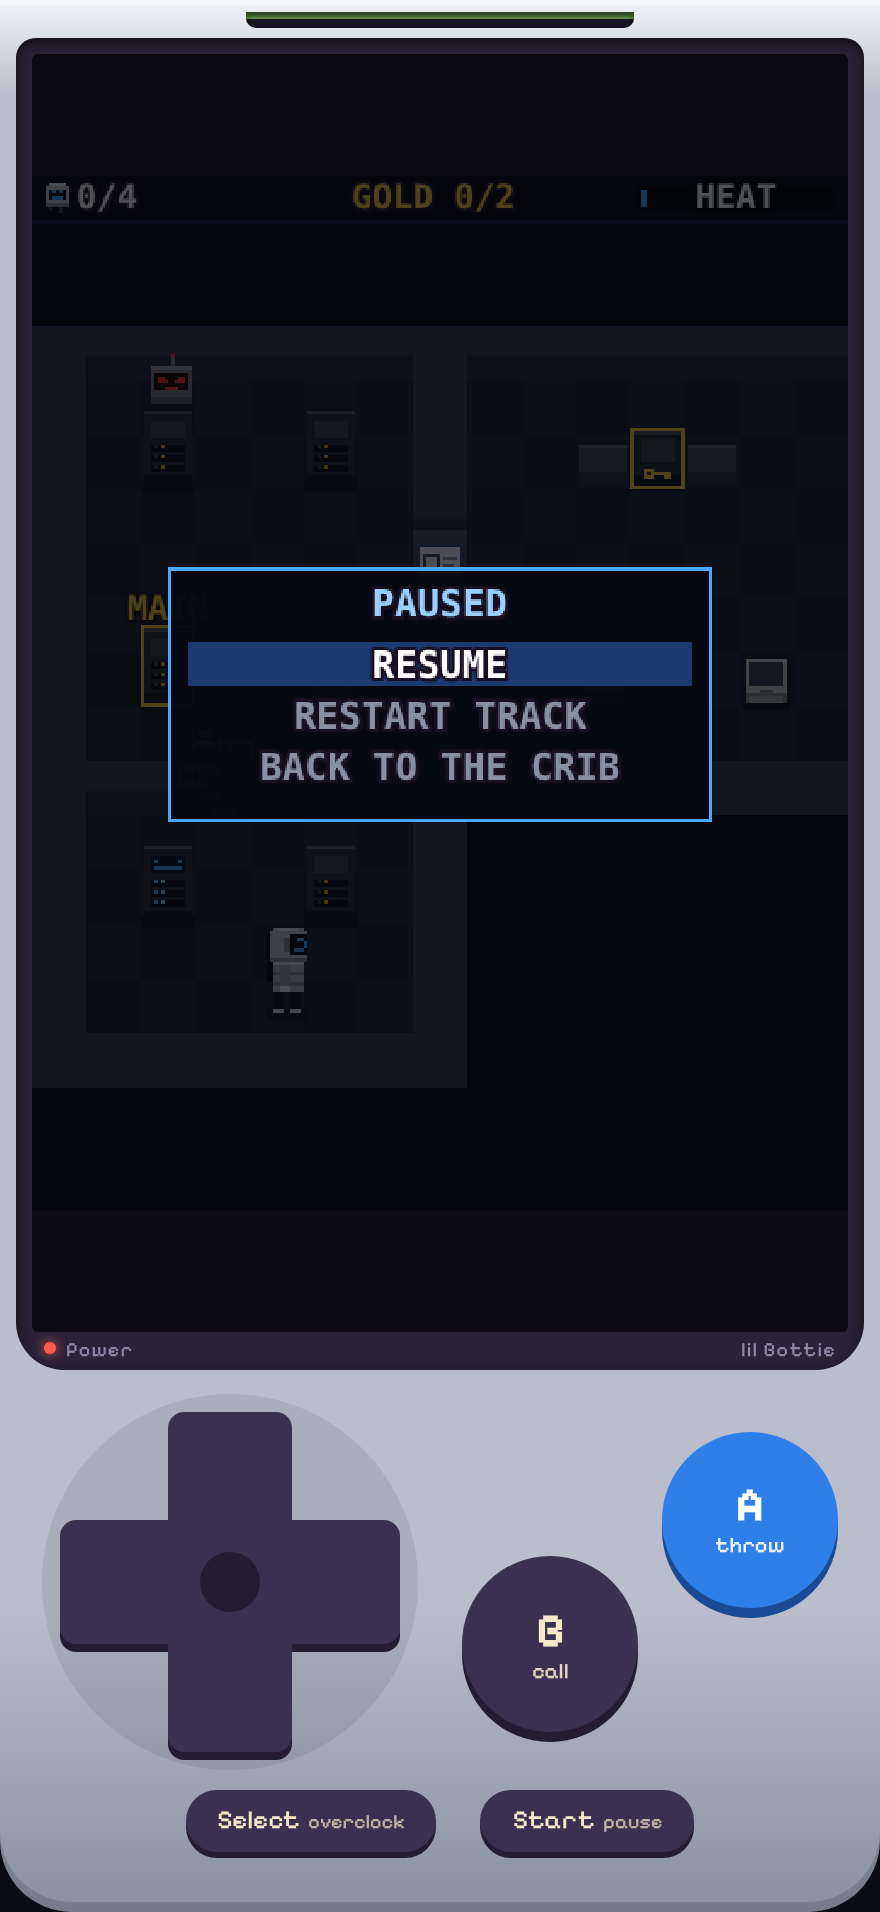 0/4 GOLD 0/2 HEAT
MAIN
PAUSED
RESUME
RESTART TRACK
BACK TO THE CRIB
Power lil Bottie
A
throw
B
call
Select overclock Start pause